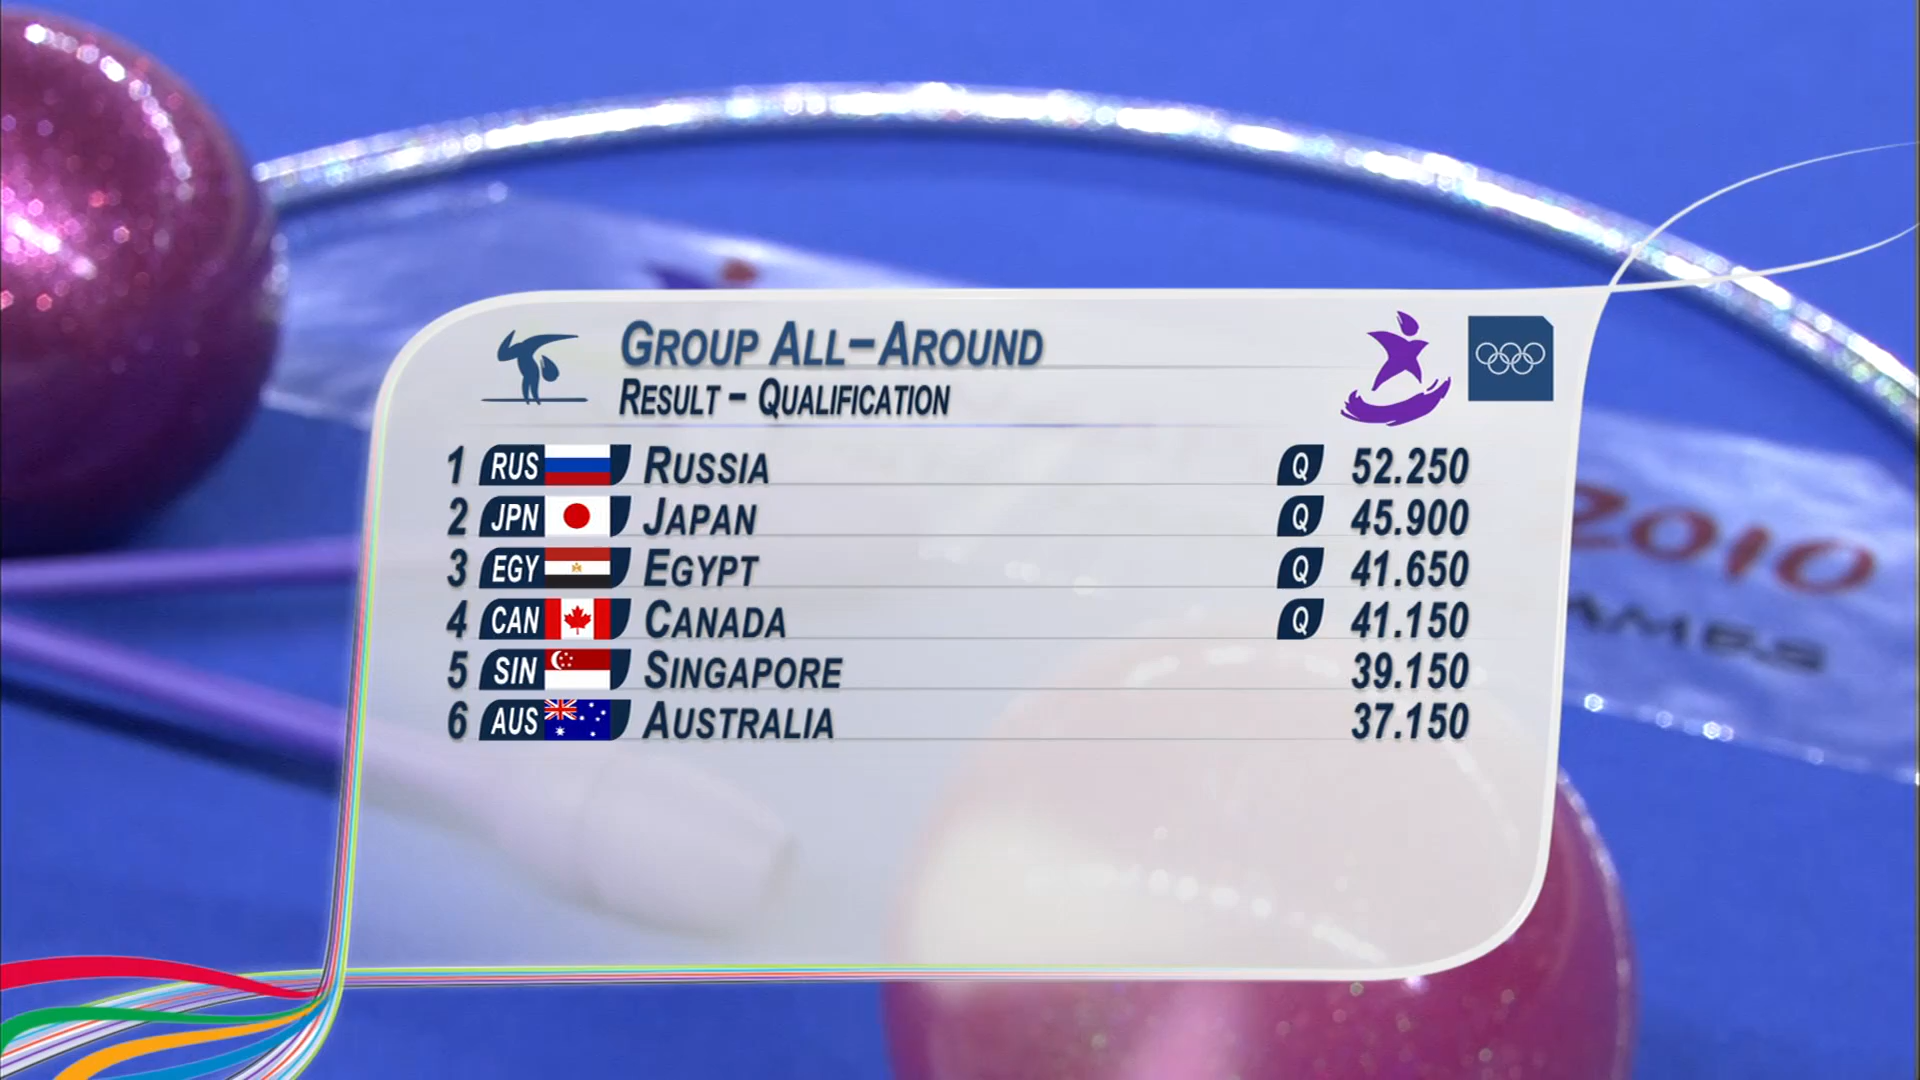 GROUP ALL-AROUND
RESULT - QUALIFICATION
1 RUS RUSSIA Q 52.250
2 JPN JAPAN Q 45.900
3 EGY EGYPT Q 41.650
4 CAN CANADA Q 41.150
5 SIN SINGAPORE 39.150
6 AUS AUSTRALIA 37.150
2010
GAMES